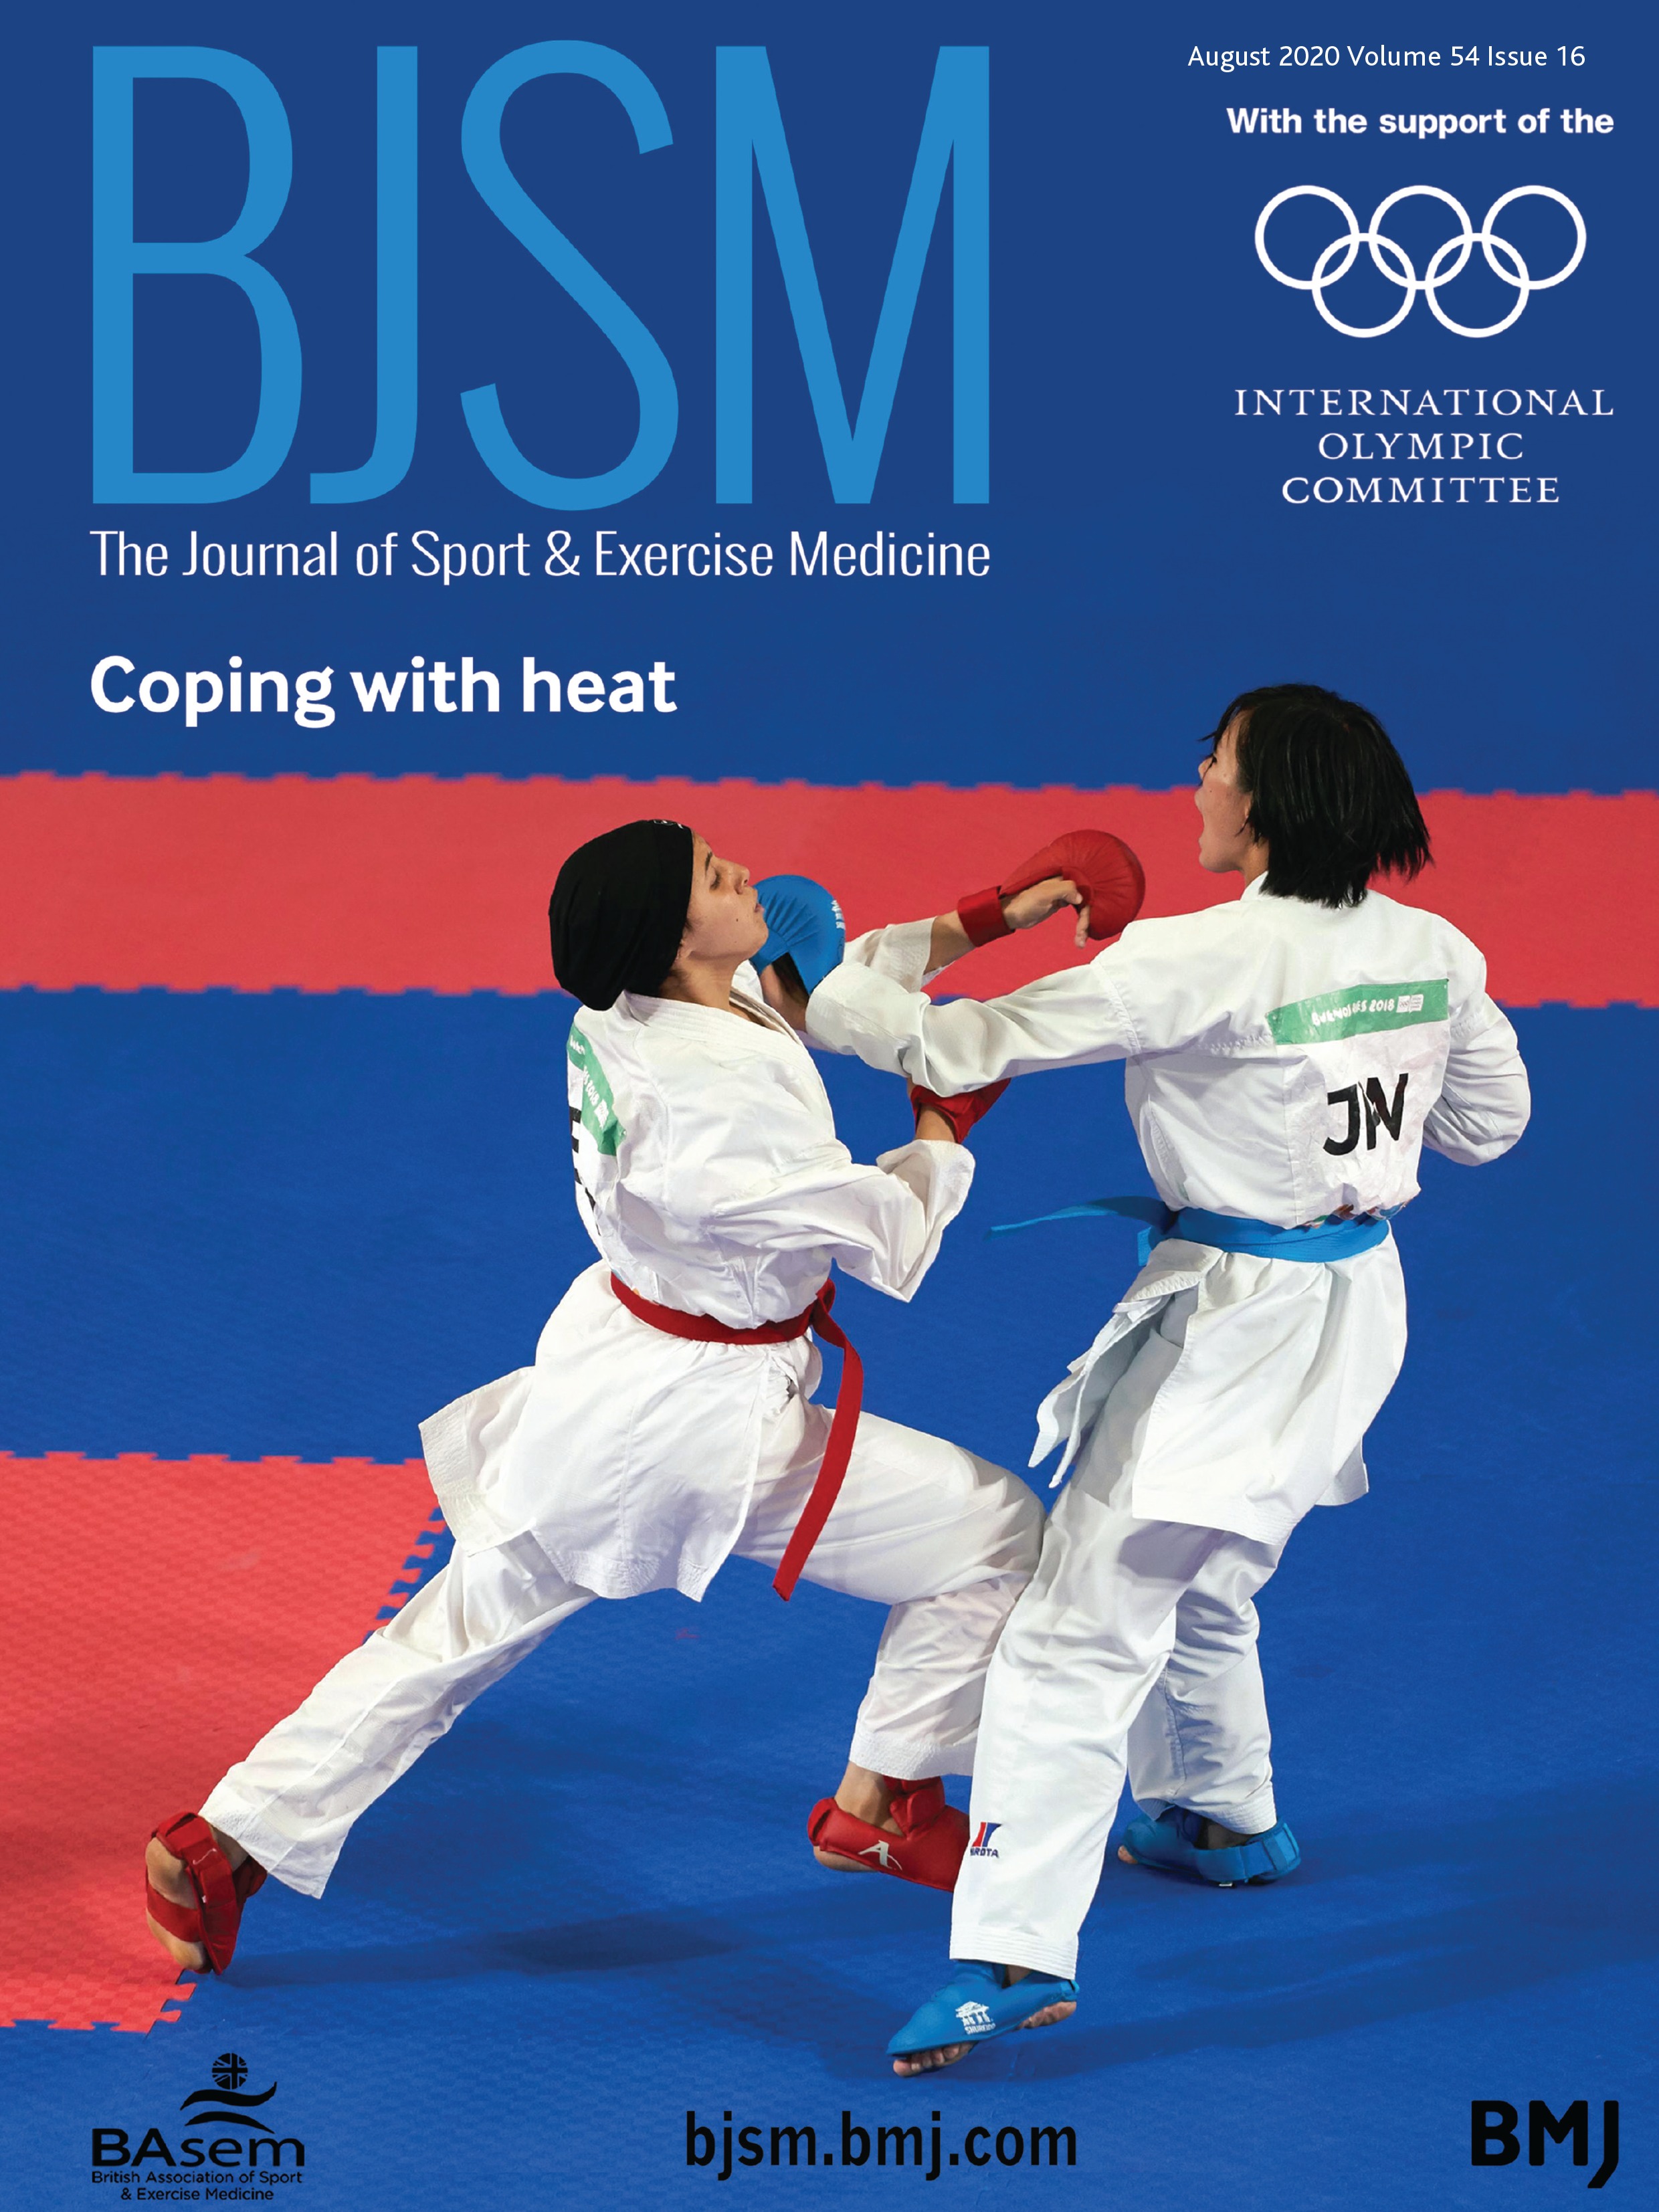 BJSM
The Journal of Sport & Exercise Medicine
August 2020 Volume 54 Issue 16
With the support of the
INTERNATIONAL
OLYMPIC
COMMITTEE
Coping with heat
2018
JPN
A
BAsem
British Association of Sport
& Exercise Medicine
bjsm.bmj.com
BMJ